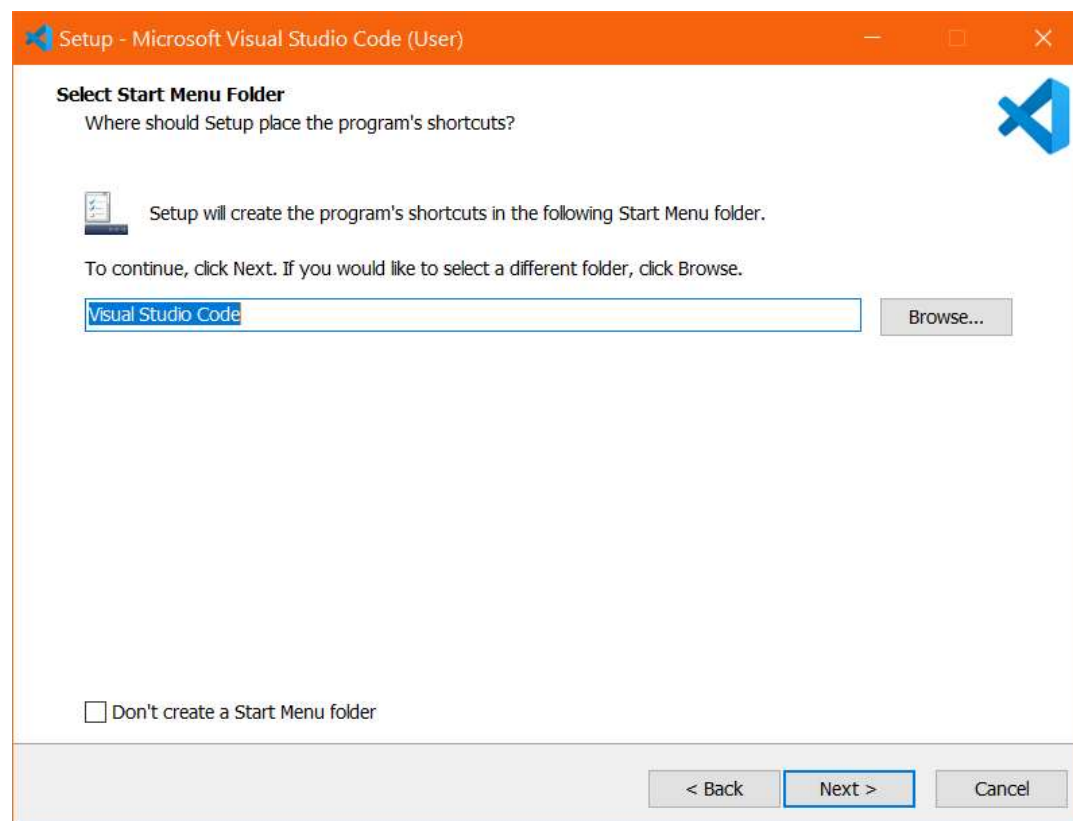 Setup - Microsoft Visual Studio Code (User)
Select Start Menu Folder
Where should Setup place the program's shortcuts?
Setup will create the program's shortcuts in the following Start Menu folder.
To continue, click Next. If you would like to select a different folder, click Browse.
Visual Studio Code
Browse...
Don't create a Start Menu folder
< Back
Next >
Cancel